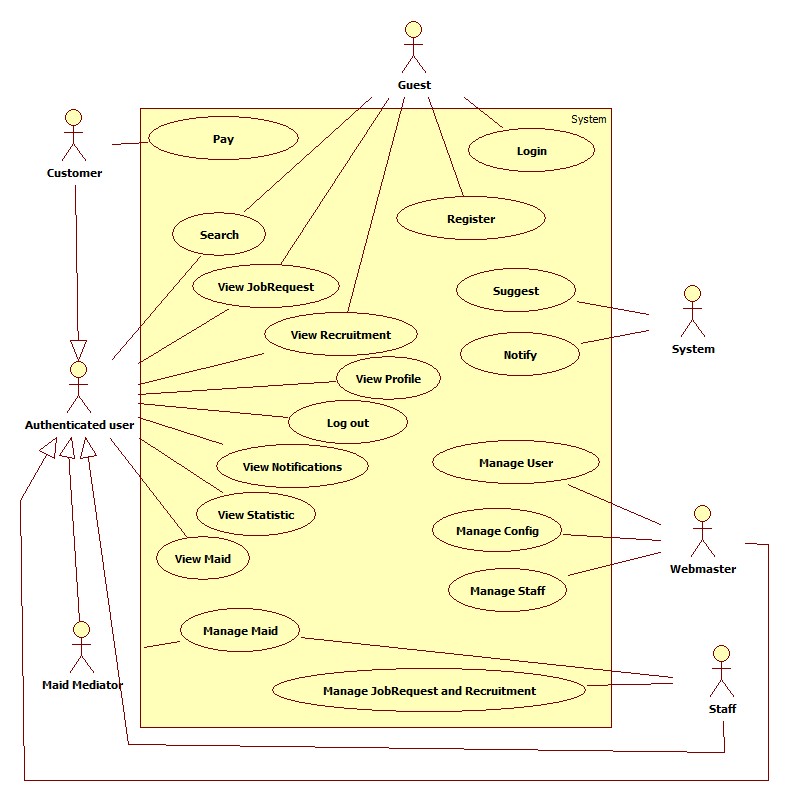 Guest
System
Customer
Pay
Login
Register
Search
View JobRequest
Suggest
View Recruitment
System
Notify
View Profile
Authenticated user
Log out
View Notifications
Manage User
View Statistic
Manage Config
View Maid
Webmaster
Manage Staff
Manage Maid
Maid Mediator
Manage JobRequest and Recruitment
Staff